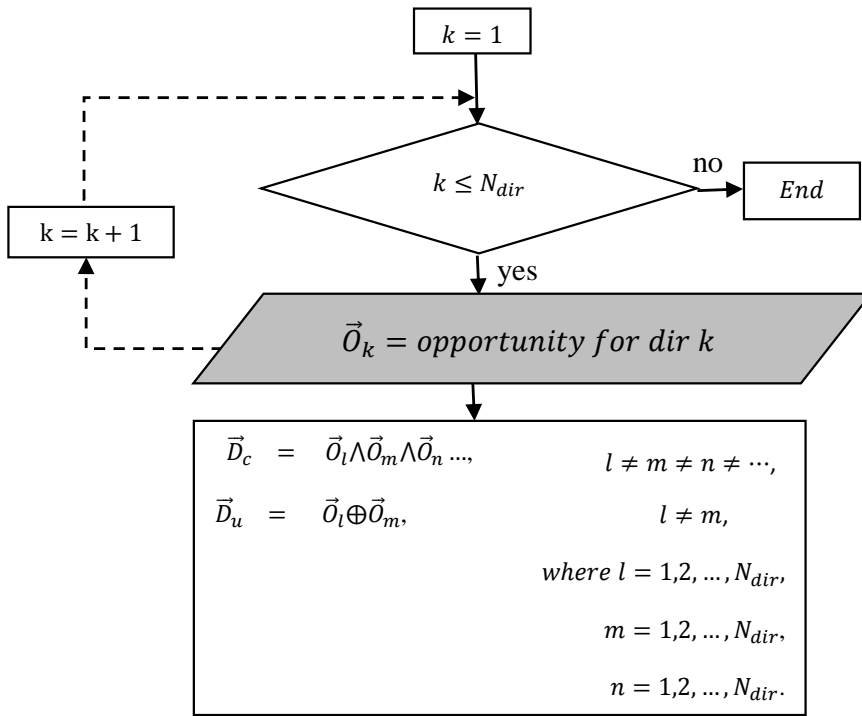 k = 1
k ≤ N_dir
no
End
k = k + 1
yes
O⃗_k = opportunity for dir k
D⃗_c = O⃗_l⋀O⃗_m⋀O⃗_n …, l ≠ m ≠ n ≠ ⋯,
D⃗_u = O⃗_l⊕O⃗_m, l ≠ m,
where l = 1,2, … , N_dir,
m = 1,2, … , N_dir,
n = 1,2, … , N_dir.